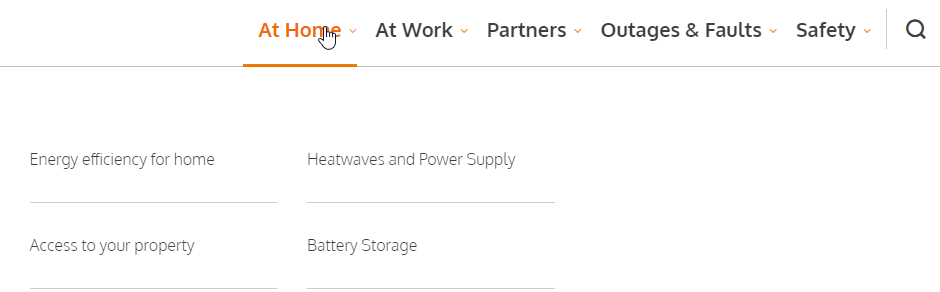 At Home At Work Partners Outages & Faults Safety
Energy efficiency for home Heatwaves and Power Supply
Access to your property Battery Storage